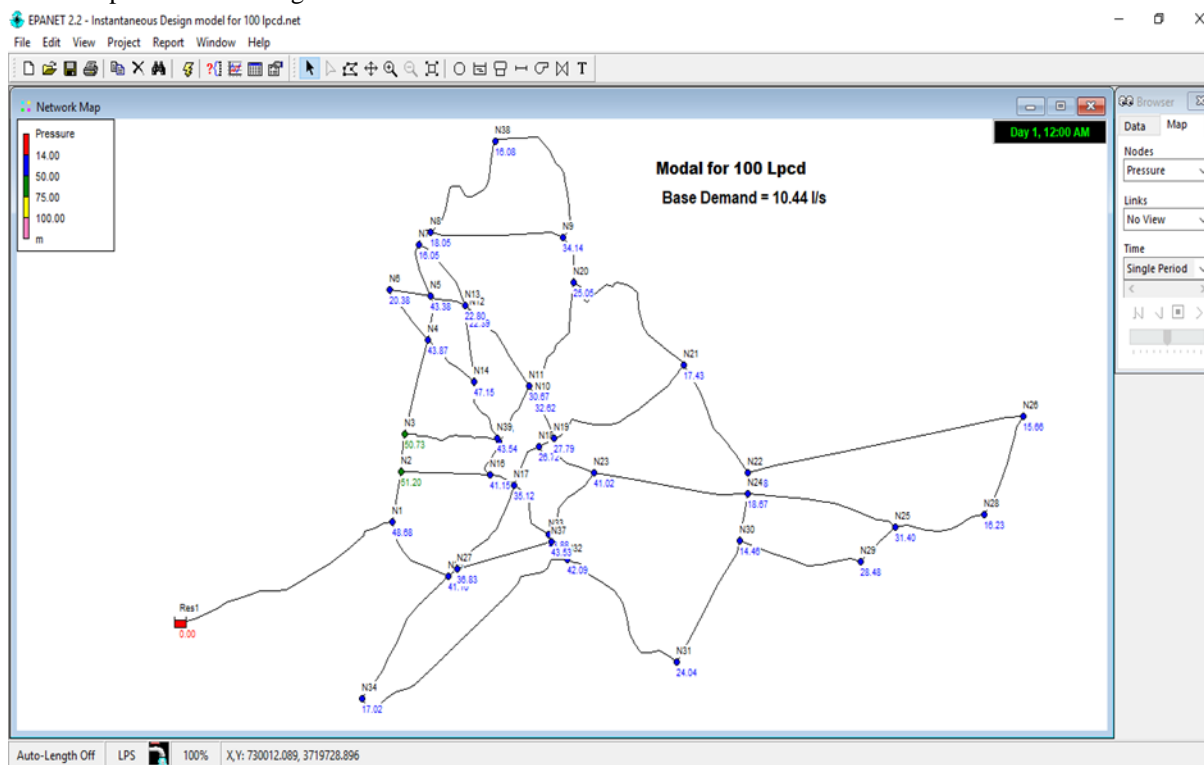 EPANET 2.2 - Instantaneous Design model for 100 lpcd.net
File Edit View Project Report Window Help
T
Network Map
Browser
Pressure
14.00
50.00
75.00
100.00
m
Day 1, 12:00 AM
Data Map
Nodes
Pressure
Links
No View
Time
Single Period
Modal for 100 Lpcd
Base Demand = 10.44 l/s
N38
16.08
N8
18.05
N7
16.05
N9
34.14
N6
20.38
N5
43.38
N13
22.80
N20
25.05
N4
43.87
N14
47.15
N21
17.43
N11
30.67
N10
32.62
N3
50.73
N39
43.54
N19
27.79
N26
15.66
N2
51.20
N16
41.15
N17
35.12
N23
41.02
N22
N24
18.67
N28
16.23
N25
31.40
N1
48.68
N37
43.53
42.09
N30
14.46
N29
28.48
N27
36.83
Res1
0.00
N31
24.04
N34
17.02
Auto-Length Off LPS 100% X,Y: 730012.089, 3719728.896